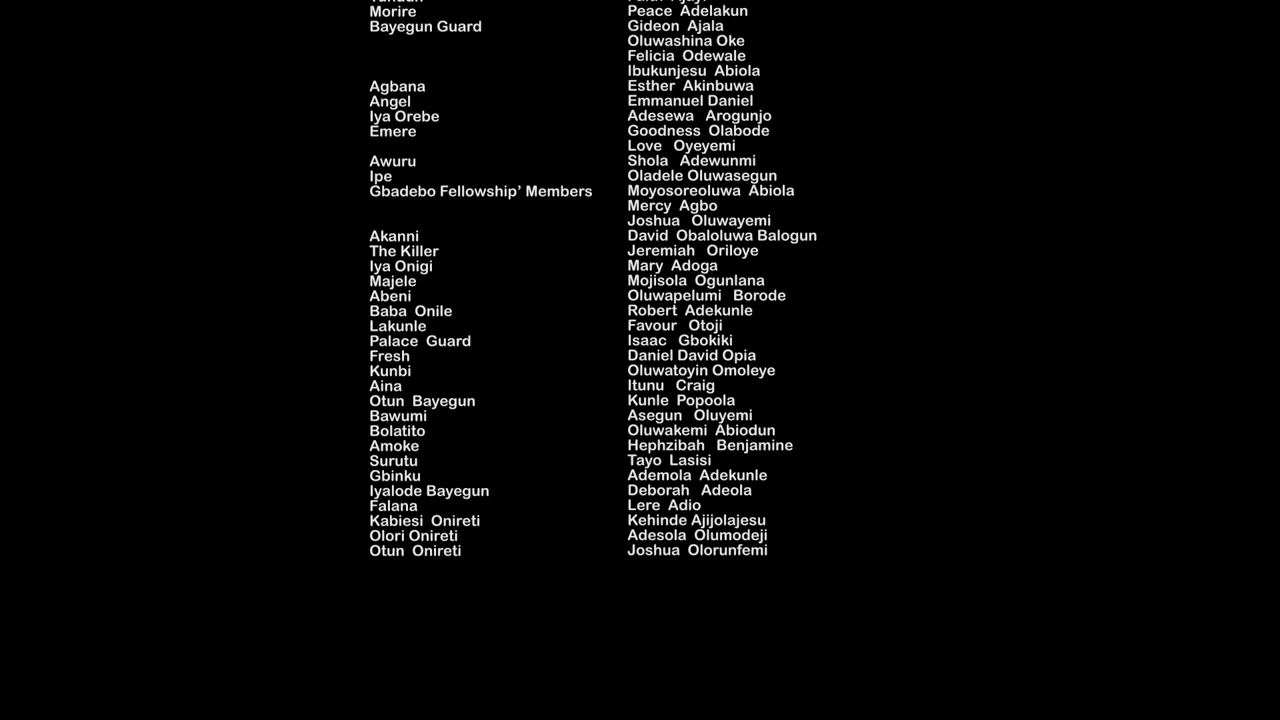 Morire Peace Adelakun
Bayegun Guard Gideon Ajala
Oluwashina Oke
Felicia Odewale
Ibukunjesu Abiola
Agbana Esther Akinbuwa
Angel Emmanuel Daniel
Iya Orebe Adesewa Arogunjo
Emere Goodness Olabode
Love Oyeyemi
Awuru Shola Adewunmi
Ipe Oladele Oluwasegun
Gbadebo Fellowship’ Members Moyosoreoluwa Abiola
Mercy Agbo
Joshua Oluwayemi
Akanni David Obaloluwa Balogun
The Killer Jeremiah Oriloye
Iya Onigi Mary Adoga
Majele Mojisola Ogunlana
Abeni Oluwapelumi Borode
Baba Onile Robert Adekunle
Lakunle Favour Otoji
Palace Guard Isaac Gbokiki
Fresh Daniel David Opia
Kunbi Oluwatoyin Omoleye
Aina Itunu Craig
Otun Bayegun Kunle Popoola
Bawumi Asegun Oluyemi
Bolatito Oluwakemi Abiodun
Amoke Hephzibah Benjamine
Surutu Tayo Lasisi
Gbinku Ademola Adekunle
Iyalode Bayegun Deborah Adeola
Falana Lere Adio
Kabiesi Onireti Kehinde Ajijolajesu
Olori Onireti Adesola Olumodeji
Otun Onireti Joshua Olorunfemi